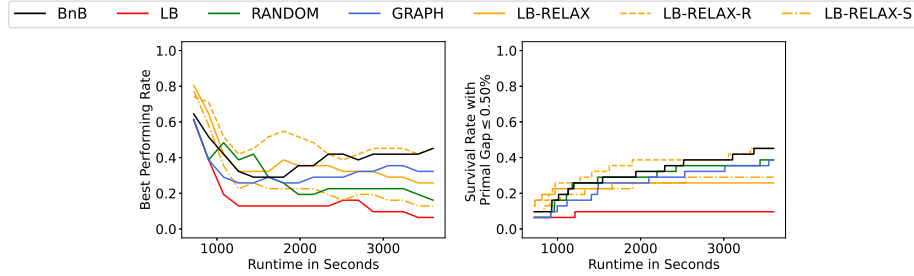 BnB LB RANDOM GRAPH LB-RELAX LB-RELAX-R LB-RELAX-S
Best Performing Rate
1.0
0.8
0.6
0.4
0.2
0.0
1000 2000 3000
Runtime in Seconds
Survival Rate with
Primal Gap ≤ 0.50%
1.0
0.8
0.6
0.4
0.2
0.0
1000 2000 3000
Runtime in Seconds